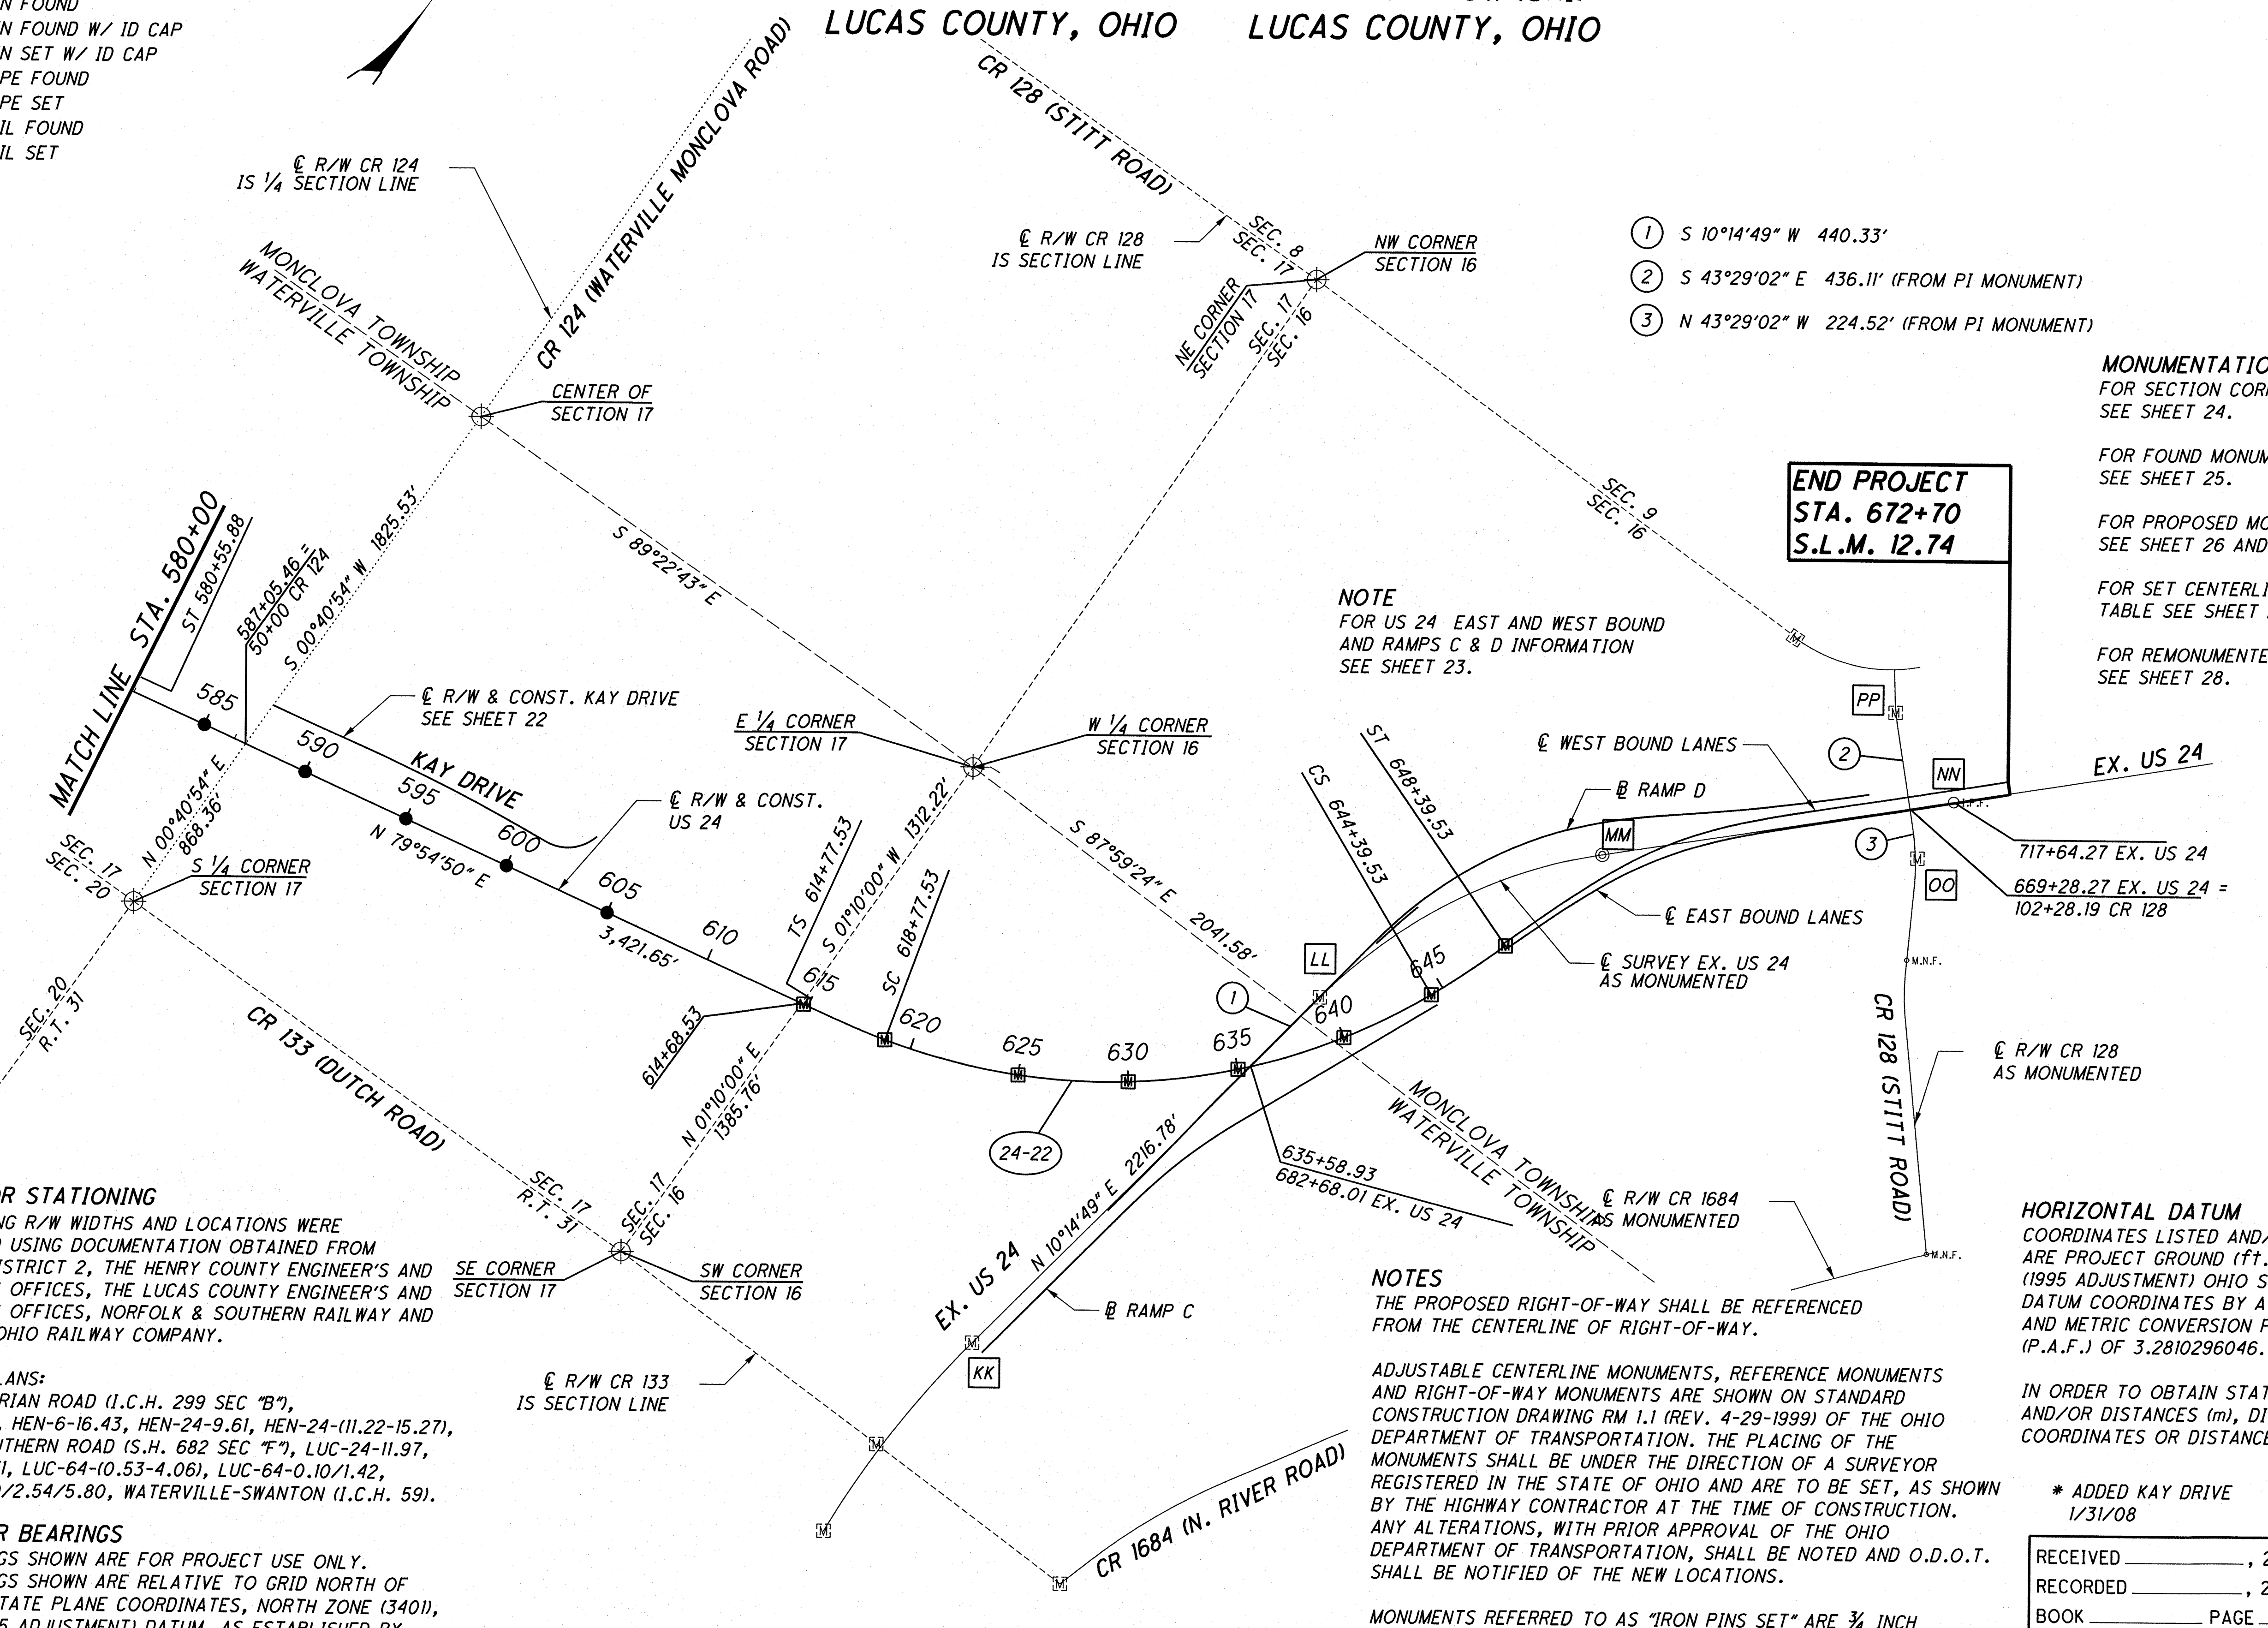 LUCAS COUNTY, OHIO
LUCAS COUNTY, OHIO
FOUND
FOUND W/ ID CAP
SET W/ ID CAP
FOUND
SET
FOUND
SET
℄ R/W CR 124
IS 1/4 SECTION LINE
CR 124 (WATERVILLE MONCLOVA ROAD)
CR 128 (STITT ROAD)
℄ R/W CR 128
IS SECTION LINE
SEC. 8
SEC. 17
NW CORNER
SECTION 16
NE CORNER
SECTION 17
SEC. 17
SEC. 16
1 S 10°14'49" W 440.33'
2 S 43°29'02" E 436.11' (FROM PI MONUMENT)
3 N 43°29'02" W 224.52' (FROM PI MONUMENT)
MONCLOVA TOWNSHIP
WATERVILLE TOWNSHIP
CENTER OF
SECTION 17
FOR SECTION
SEE SHEET 24.
FOR FOUND
SEE SHEET 25.
FOR PROPOSED
SEE SHEET 26 AND
FOR SET
TABLE SEE SHEET
FOR
SEE SHEET 28.
SEC. 9
SEC. 16
END PROJECT
STA. 672+70
S.L.M. 12.74
NOTE
FOR US 24 EAST AND WEST BOUND
AND RAMPS C & D INFORMATION
SEE SHEET 23.
MATCH LINE STA. 580+00
ST 580+55.88
587+05.46 =
50+00 CR 124
S 00°40'54" W 1825.53'
S 89°22'43" E
585
590
595
600
605
610
615
620
625
630
635
640
645
℄ R/W & CONST. KAY DRIVE
SEE SHEET 22
KAY DRIVE
E 1/4 CORNER
SECTION 17
W 1/4 CORNER
SECTION 16
℄ R/W & CONST.
US 24
N 00°40'54" E
868.36'
SEC. 17
SEC. 20
S 1/4 CORNER
SECTION 17
N 79°54'50" E
3,421.65'
TS 614+77.53
S 01°10'00" W 1312.22'
SC 618+77.53
S 87°59'24" E 2041.58'
CS 644+39.53
ST 648+39.53
℄ WEST BOUND LANES
RAMP D
MM
PP
2
NN
I.P.F.
EX. US 24
3
OO
717+64.27 EX. US 24
669+28.27 EX. US 24 =
102+28.19 CR 128
℄ EAST BOUND LANES
LL
℄ SURVEY EX. US 24
AS MONUMENTED
1
M.N.F.
CR 128 (STITT ROAD)
℄ R/W CR 128
AS MONUMENTED
SEC. 20
R.T. 31
CR 133 (DUTCH ROAD)
614+68.53
N 01°10'00" E
1385.76'
24-22
635+58.93
682+68.01 EX. US 24
MONCLOVA TOWNSHIP
WATERVILLE TOWNSHIP
SEC. 17
R.T. 31
SEC. 17
SEC. 16
SE CORNER
SECTION 17
SW CORNER
SECTION 16
EX. US 24
N 10°14'49" E 2216.78'
RAMP C
KK
℄ R/W CR 133
IS SECTION LINE
℄ R/W CR 1684
AS MONUMENTED
M.N.F.
CR 1684 (N. RIVER ROAD)
STATIONING
R/W WIDTHS AND LOCATIONS WERE
USING DOCUMENTATION OBTAINED FROM
DISTRICT 2, THE HENRY COUNTY ENGINEER'S AND
OFFICES, THE LUCAS COUNTY ENGINEER'S AND
OFFICES, NORFOLK & SOUTHERN RAILWAY AND
OHIO RAILWAY COMPANY.
ROAD (I.C.H. 299 SEC "B"),
HEN-6-16.43, HEN-24-9.61, HEN-24-(11.22-15.27),
ROAD (S.H. 682 SEC "F"), LUC-24-11.97,
LUC-64-(0.53-4.06), LUC-64-0.10/1.42,
/2.54/5.80, WATERVILLE-SWANTON (I.C.H. 59).
BEARINGS
SHOWN ARE FOR PROJECT USE ONLY.
SHOWN ARE RELATIVE TO GRID NORTH OF
STATE PLANE COORDINATES, NORTH ZONE (3401),
ADJUSTMENT) DATUM, AS ESTABLISHED BY
NOTES
THE PROPOSED RIGHT-OF-WAY SHALL BE REFERENCED
FROM THE CENTERLINE OF RIGHT-OF-WAY.
ADJUSTABLE CENTERLINE MONUMENTS, REFERENCE MONUMENTS
AND RIGHT-OF-WAY MONUMENTS ARE SHOWN ON STANDARD
CONSTRUCTION DRAWING RM 1.1 (REV. 4-29-1999) OF THE OHIO
DEPARTMENT OF TRANSPORTATION. THE PLACING OF THE
MONUMENTS SHALL BE UNDER THE DIRECTION OF A SURVEYOR
REGISTERED IN THE STATE OF OHIO AND ARE TO BE SET, AS SHOWN
BY THE HIGHWAY CONTRACTOR AT THE TIME OF CONSTRUCTION.
ANY ALTERATIONS, WITH PRIOR APPROVAL OF THE OHIO
DEPARTMENT OF TRANSPORTATION, SHALL BE NOTED AND O.D.O.T.
SHALL BE NOTIFIED OF THE NEW LOCATIONS.
MONUMENTS REFERRED TO AS "IRON PINS SET" ARE 3/4 INCH
HORIZONTAL DATUM
COORDINATES LISTED AND/
ARE PROJECT GROUND (ft.
(1995 ADJUSTMENT) OHIO
DATUM COORDINATES BY A
AND METRIC CONVERSION
(P.A.F.) OF 3.2810296046.
IN ORDER TO OBTAIN
AND/OR DISTANCES (m),
COORDINATES OR
* ADDED KAY DRIVE
1/31/08
RECEIVED , 2
RECORDED , 2
BOOK PAGE